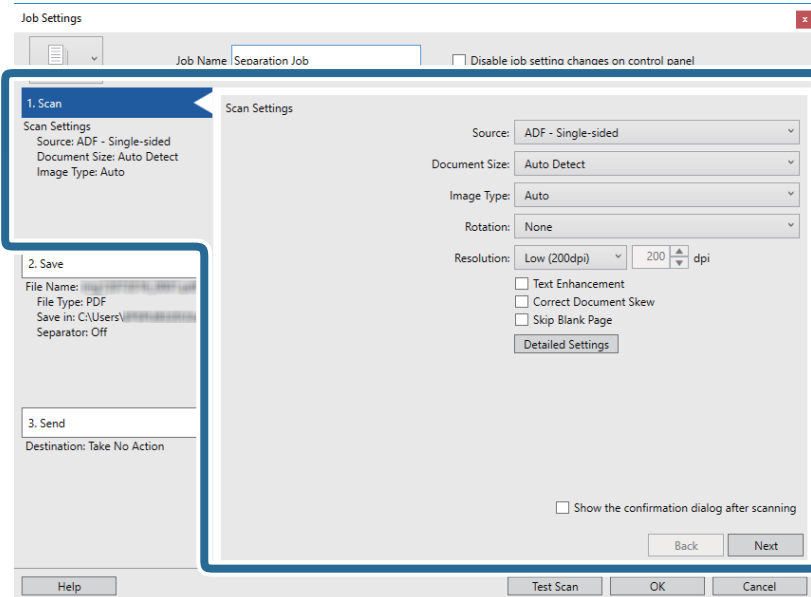 Job Settings
x
Job Name Separation Job Disable job setting changes on control panel
1. Scan
Scan Settings
Source: ADF - Single-sided
Document Size: Auto Detect
Image Type: Auto
2. Save
File Name:
File Type: PDF
Save in: C:\Users\
Separator: Off
3. Send
Destination: Take No Action
Scan Settings
Source: ADF - Single-sided
Document Size: Auto Detect
Image Type: Auto
Rotation: None
Resolution: Low (200dpi) 200 dpi
Text Enhancement
Correct Document Skew
Skip Blank Page
Detailed Settings
Show the confirmation dialog after scanning
Back Next
Help Test Scan OK Cancel